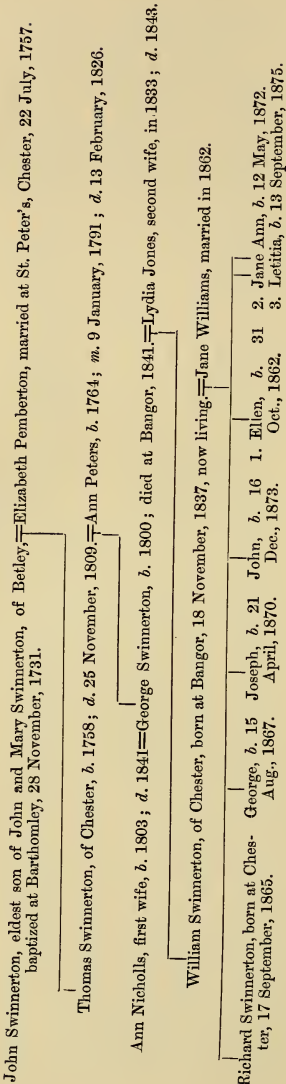 John Swinnerton, eldest son of John and Mary Swinnerton, of Betley,=Elizabeth Pemberton, married at St. Peter's, Chester, 22 July, 1757.
baptized at Barthomley, 28 November, 1731.
Thomas Swinnerton, of Chester, b. 1758; d. 25 November, 1809.=Ann Peters, b. 1764; m. 9 January, 1791; d. 13 February, 1826.
Ann Nicholls, first wife, b. 1803; d. 1841=George Swinnerton, b. 1800; died at Bangor, 1841.=Lydia Jones, second wife, in 1833; d. 1843.
William Swinnerton, of Chester, born at Bangor, 18 November, 1837, now living.=Jane Williams, married in 1862.
Richard Swinnerton, born at Ches-
ter, 17 September, 1865.
George, b. 15
Aug., 1867.
Joseph, b. 21
April, 1870.
John, b. 16
Dec., 1873.
1. Ellen, b. 31
Oct., 1862.
2. Jane Ann, b. 12 May, 1872.
3. Letitia, b. 13 September, 1875.